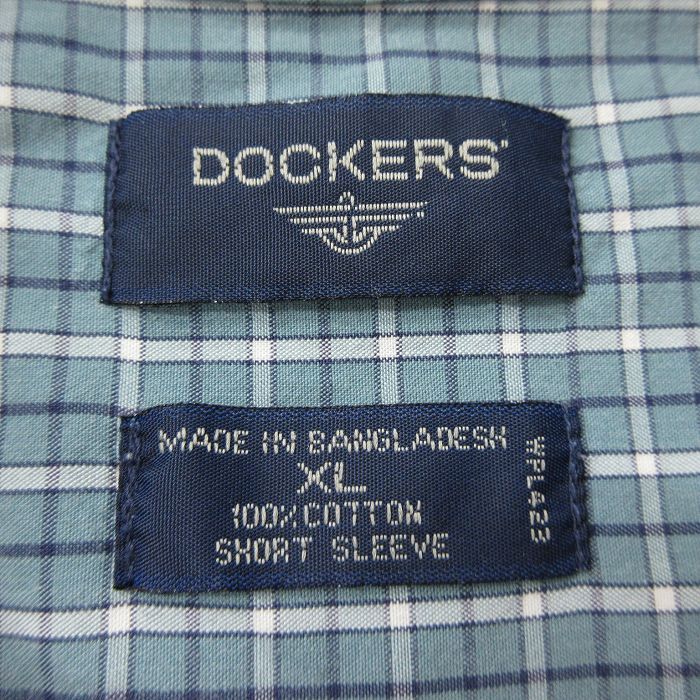 DOCKERS
MADE IN BANGLADESH
XL
100% COTTON
SHORT SLEEVE
WPL423